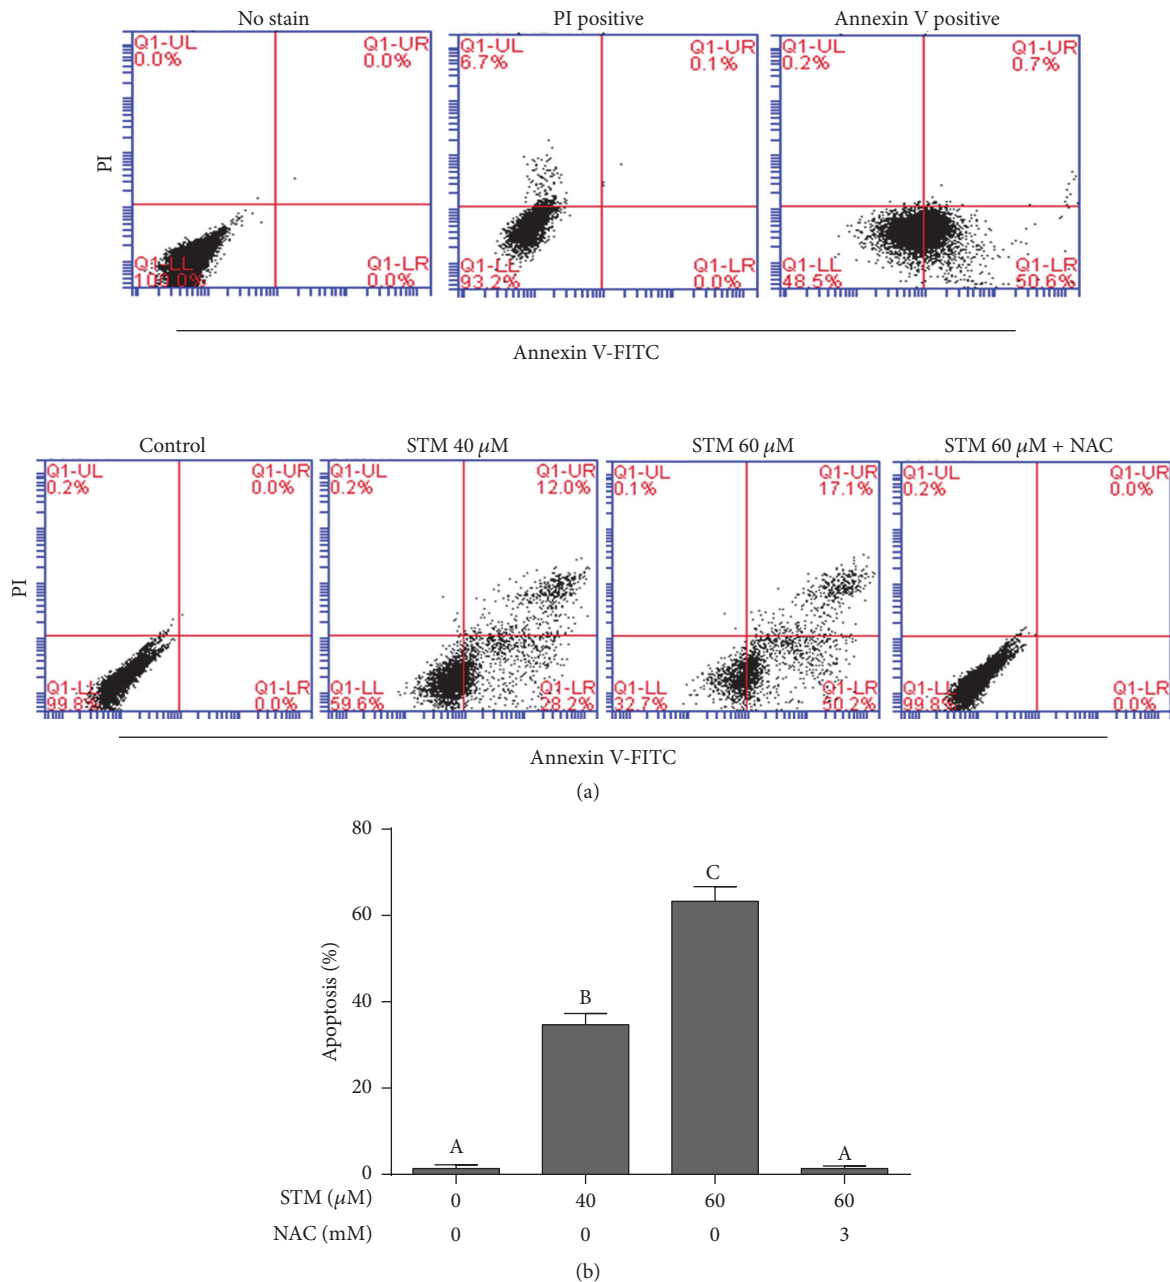 No stain PI positive Annexin V positive
Q1-UL Q1-UR Q1-UL Q1-UR Q1-UL Q1-UR
0.0% 0.0% 6.7% 0.1% 0.2% 0.7%
PI
Q1-LL Q1-LR Q1-LL Q1-LR Q1-LL Q1-LR
100.0% 0.0% 93.2% 0.0% 48.5% 50.6%
Annexin V-FITC
Control STM 40 μM STM 60 μM STM 60 μM + NAC
Q1-UL Q1-UR Q1-UL Q1-UR Q1-UL Q1-UR Q1-UL Q1-UR
0.2% 0.0% 0.2% 12.0% 0.1% 17.1% 0.2% 0.0%
PI
Q1-LL Q1-LR Q1-LL Q1-LR Q1-LL Q1-LR Q1-LL Q1-LR
99.8% 0.0% 59.6% 28.2% 32.7% 50.2% 99.8% 0.0%
Annexin V-FITC
(a)
80
60
40
20
0
Apoptosis (%)
A B C A
STM (μM) 0 40 60 60
NAC (mM) 0 0 0 3
(b)